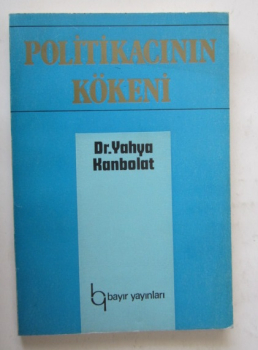 POLİTİKACININ
KÖKENİ
Dr.Yahya
Kanbolat
bayır yayınları